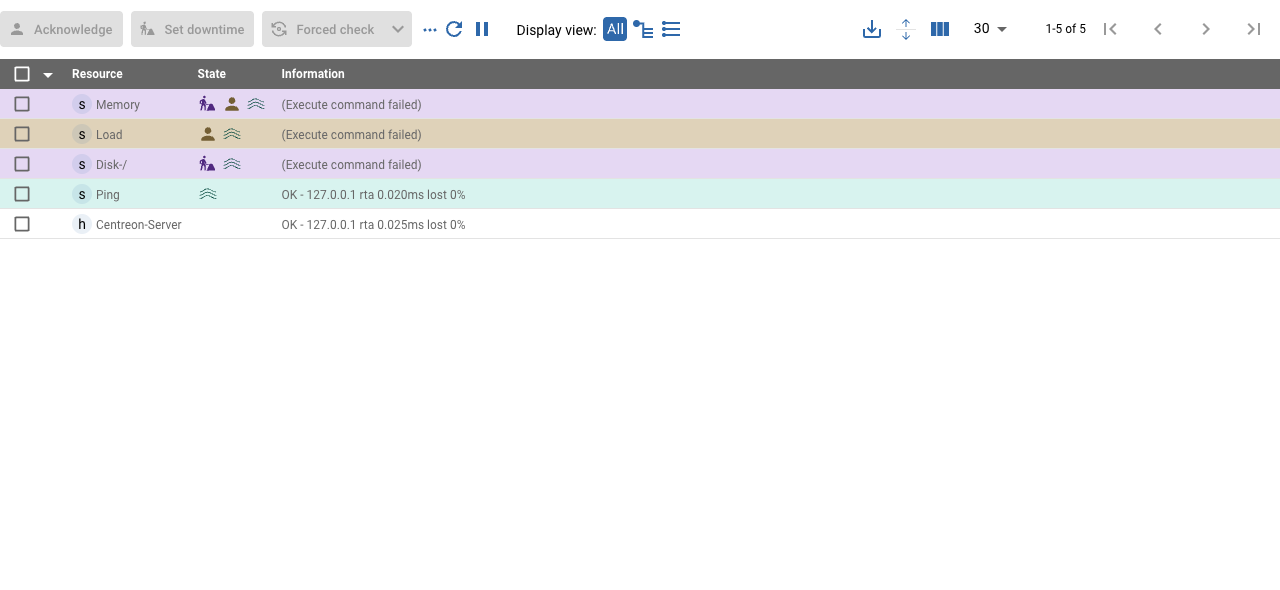 Acknowledge Set downtime Forced check Display view: All 30 1-5 of 5
Resource State Information
s Memory (Execute command failed)
s Load (Execute command failed)
s Disk-/ (Execute command failed)
s Ping OK - 127.0.0.1 rta 0.020ms lost 0%
h Centreon-Server OK - 127.0.0.1 rta 0.025ms lost 0%